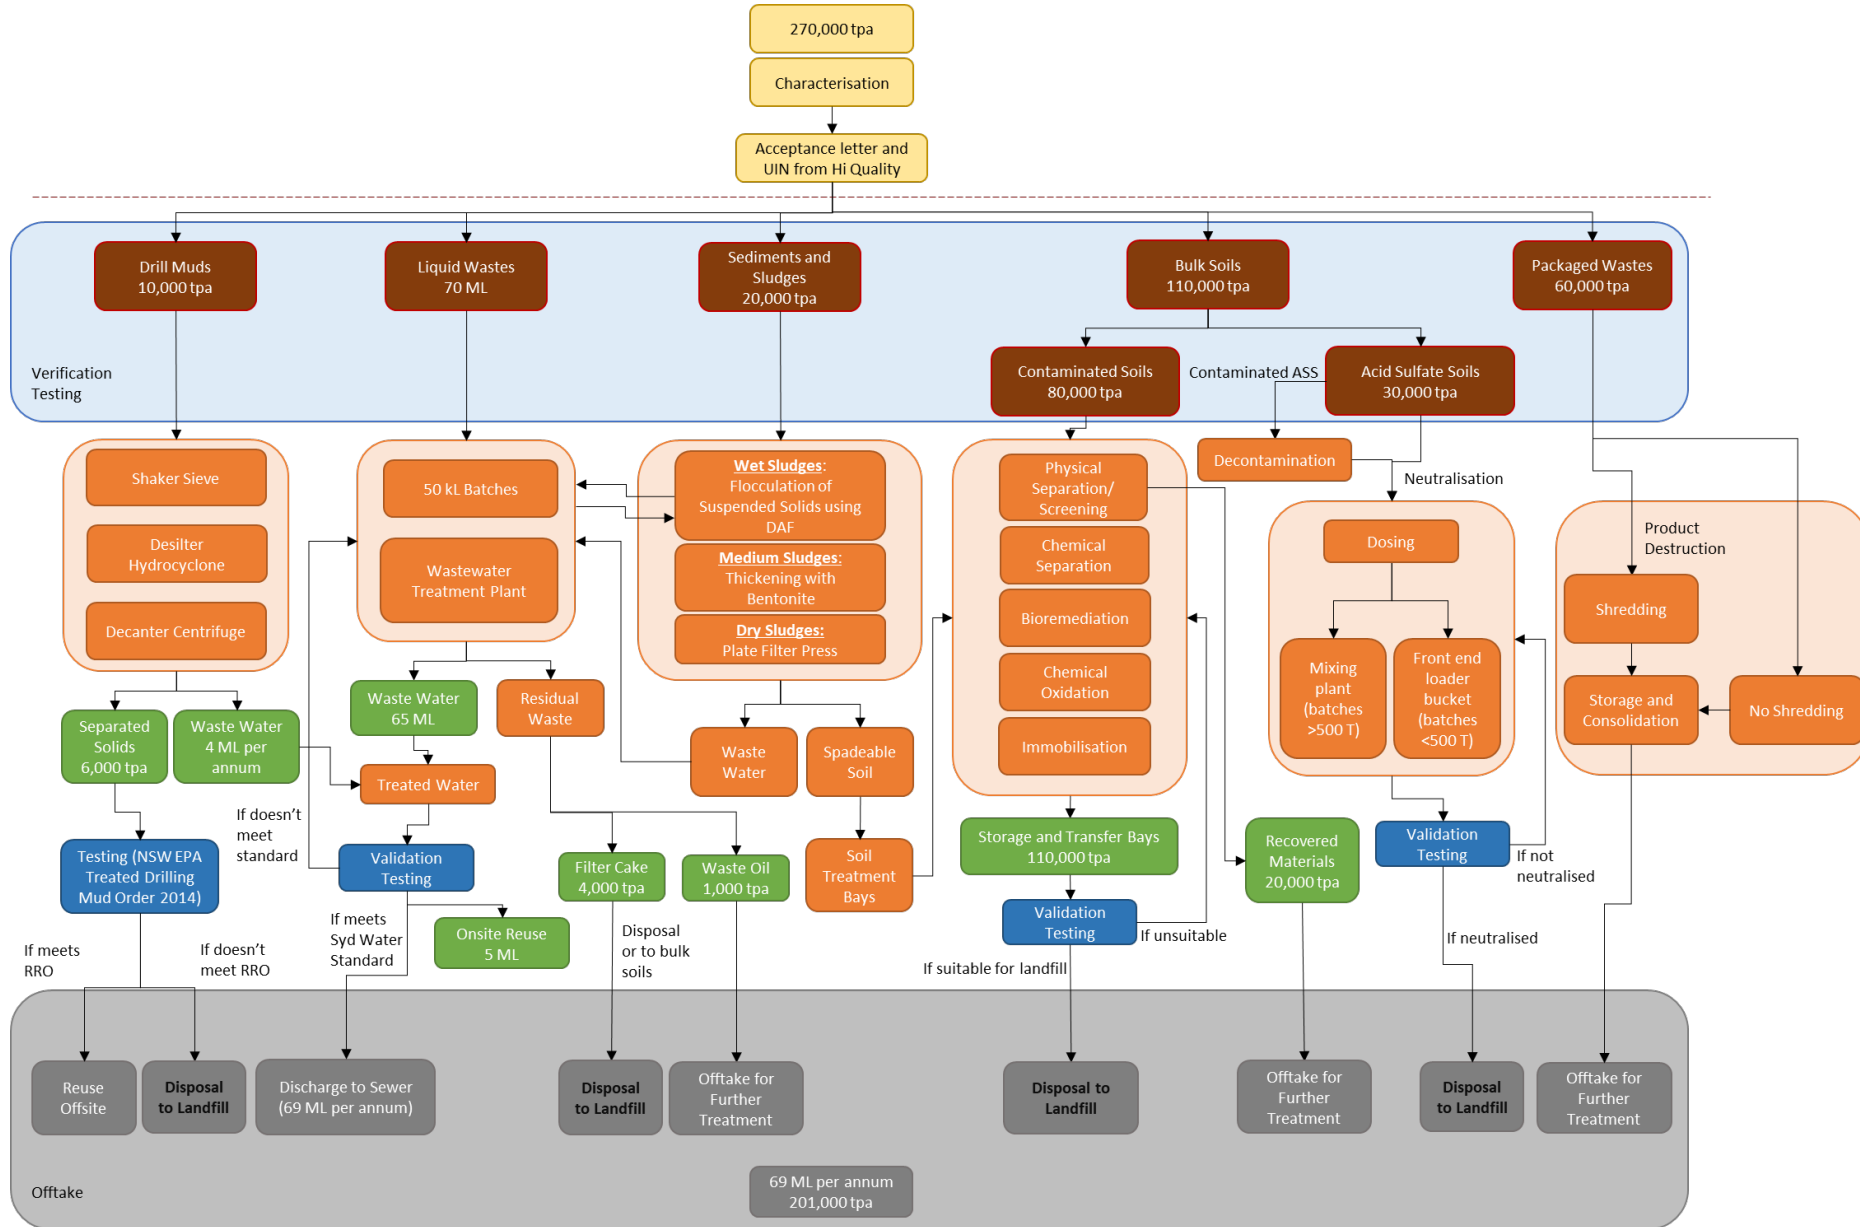 270,000 tpa
Characterisation
Acceptance letter and
UIN from Hi Quality
Drill Muds
10,000 tpa
Liquid Wastes
70 ML
Sediments and
Sludges
20,000 tpa
Bulk Soils
110,000 tpa
Packaged Wastes
60,000 tpa
Verification
Testing
Contaminated Soils
80,000 tpa
Contaminated ASS
Acid Sulfate Soils
30,000 tpa
Shaker Sieve
Desilter
Hydrocyclone
Decanter Centrifuge
50 kL Batches
Wastewater
Treatment Plant
Wet Sludges:
Flocculation of
Suspended Solids using
DAF
Medium Sludges:
Thickening with
Bentonite
Dry Sludges:
Plate Filter Press
Physical
Separation/
Screening
Chemical
Separation
Bioremediation
Chemical
Oxidation
Immobilisation
Decontamination
Neutralisation
Dosing
Mixing
plant
(batches
>500 T)
Front end
loader
bucket
(batches
<500 T)
Product
Destruction
Shredding
Storage and
Consolidation
No Shredding
Separated
Solids
6,000 tpa
Waste Water
4 ML per
annum
Waste Water
65 ML
Residual
Waste
Treated Water
Waste
Water
Spadeable
Soil
If doesn't
meet
standard
Testing (NSW EPA
Treated Drilling
Mud Order 2014)
Validation
Testing
Filter Cake
4,000 tpa
Waste Oil
1,000 tpa
Soil
Treatment
Bays
Storage and Transfer Bays
110,000 tpa
Recovered
Materials
20,000 tpa
Validation
Testing
If not
neutralised
Validation
Testing
If unsuitable
If meets
RRO
If doesn't
meet RRO
If meets
Syd Water
Standard
Onsite Reuse
5 ML
Disposal
or to bulk
soils
If suitable for landfill
If neutralised
Reuse
Offsite
Disposal
to Landfill
Discharge to Sewer
(69 ML per annum)
Disposal
to Landfill
Offtake for
Further
Treatment
Disposal to
Landfill
Offtake for
Further
Treatment
Disposal
to Landfill
Offtake for
Further
Treatment
Offtake
69 ML per annum
201,000 tpa